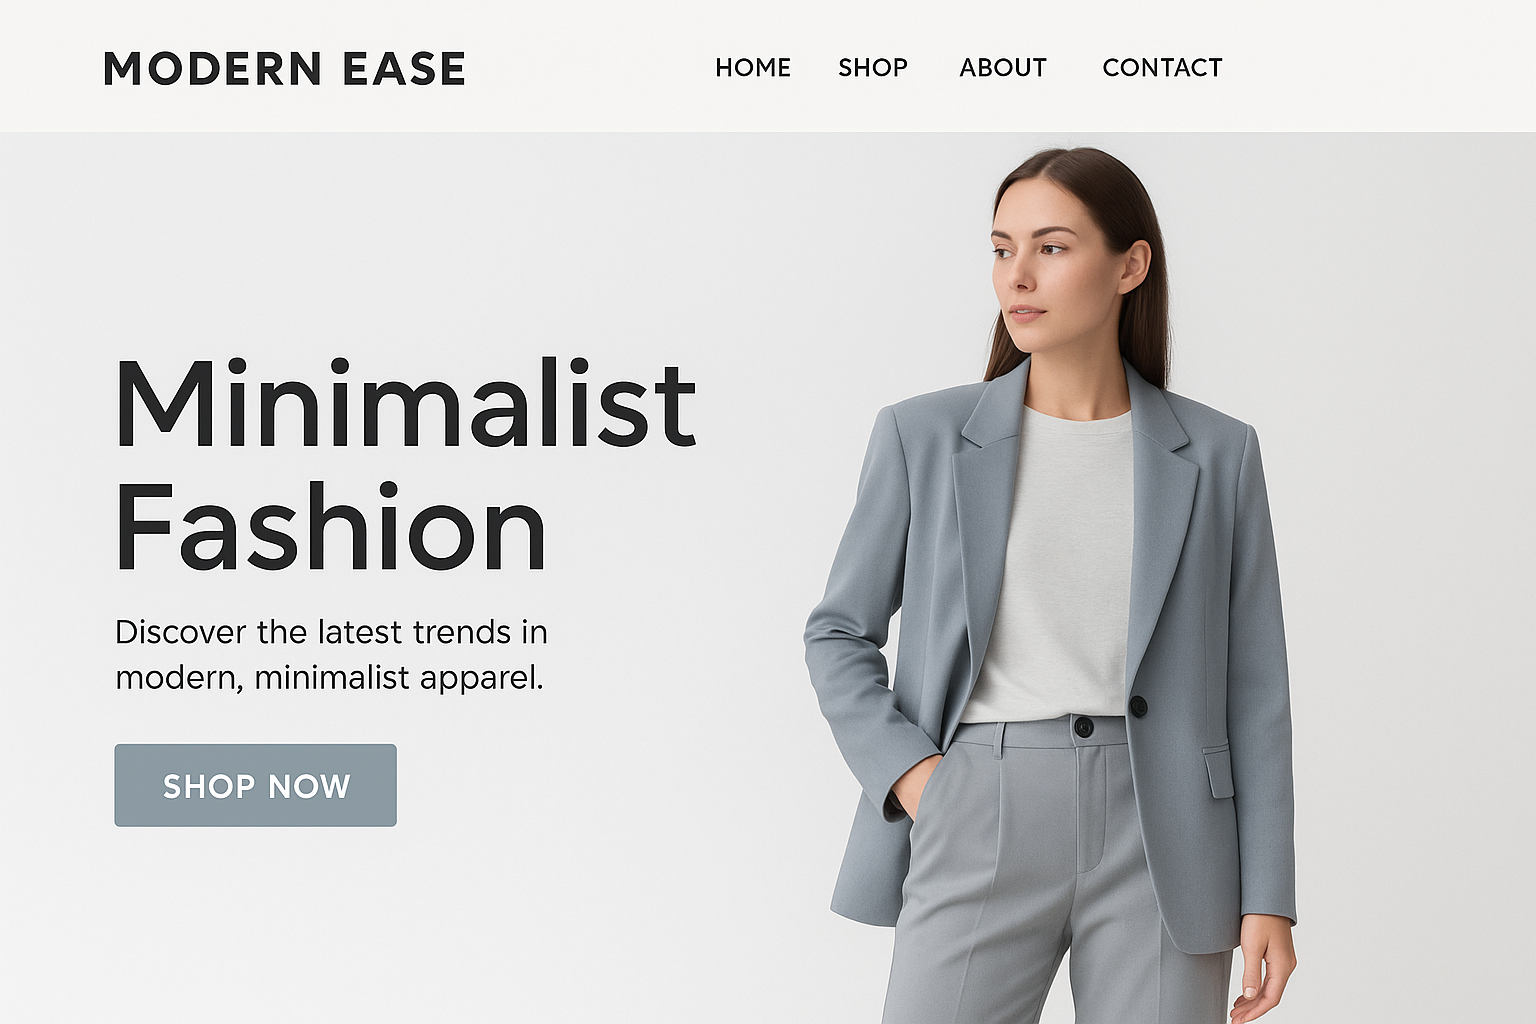 MODERN EASE
HOME SHOP ABOUT CONTACT
Minimalist
Fashion
Discover the latest trends in
modern, minimalist apparel.
SHOP NOW